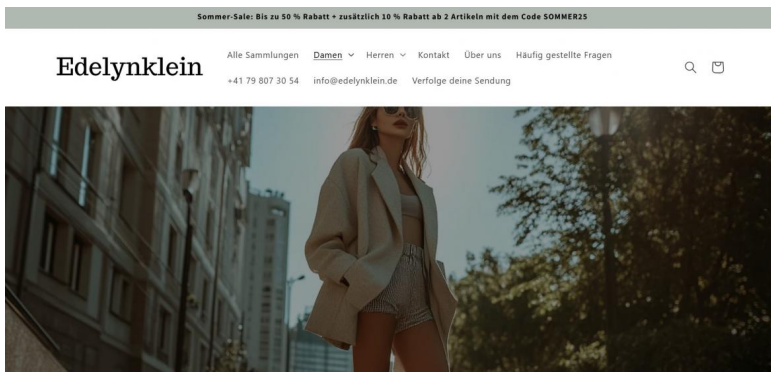 Sommer-Sale: Bis zu 50 % Rabatt + zusätzlich 10 % Rabatt ab 2 Artikeln mit dem Code SOMMER25
Edelynklein
Alle Sammlungen Damen Herren Kontakt Über uns Häufig gestellte Fragen
+41 79 807 30 54 info@edelynklein.de Verfolge deine Sendung